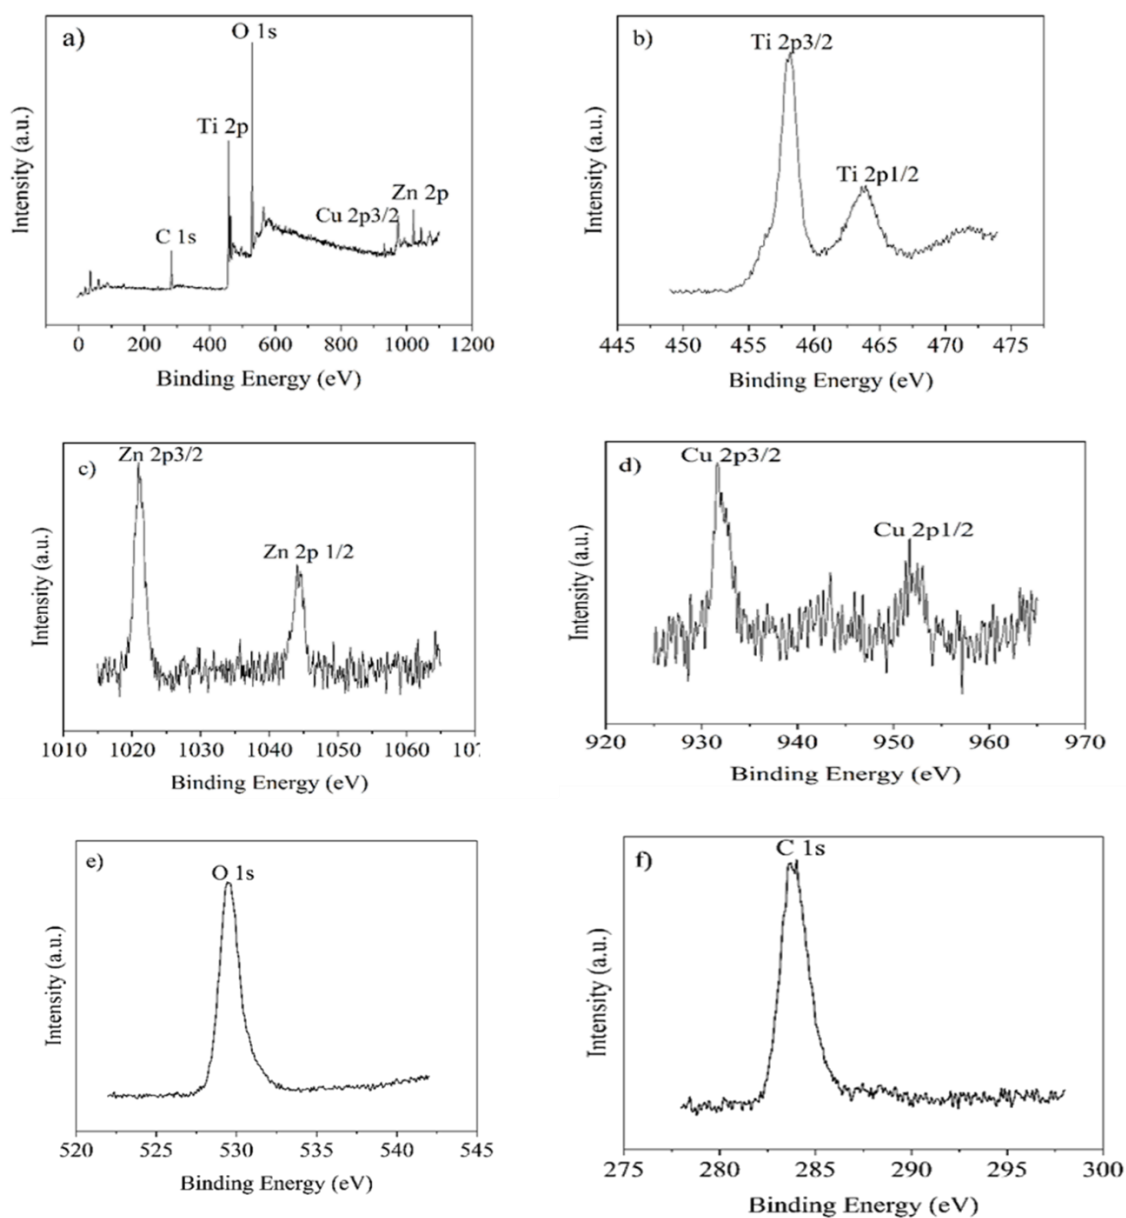 a)
O 1s
Ti 2p
Zn 2p
Cu 2p3/2
C 1s
Intensity (a.u.)
0 200 400 600 800 1000 1200
Binding Energy (eV)
b)
Ti 2p3/2
Ti 2p1/2
Intensity (a.u.)
445 450 455 460 465 470 475
Binding Energy (eV)
c)
Zn 2p3/2
Zn 2p 1/2
Intensity (a.u.)
1010 1020 1030 1040 1050 1060 107
Binding Energy (eV)
d)
Cu 2p3/2
Cu 2p1/2
Intensity (a.u.)
920 930 940 950 960 970
Binding Energy (eV)
e)
O 1s
Intensity (a.u.)
520 525 530 535 540 545
Binding Energy (eV)
f)
C 1s
Intensity (a.u.)
275 280 285 290 295 300
Binding Energy (eV)